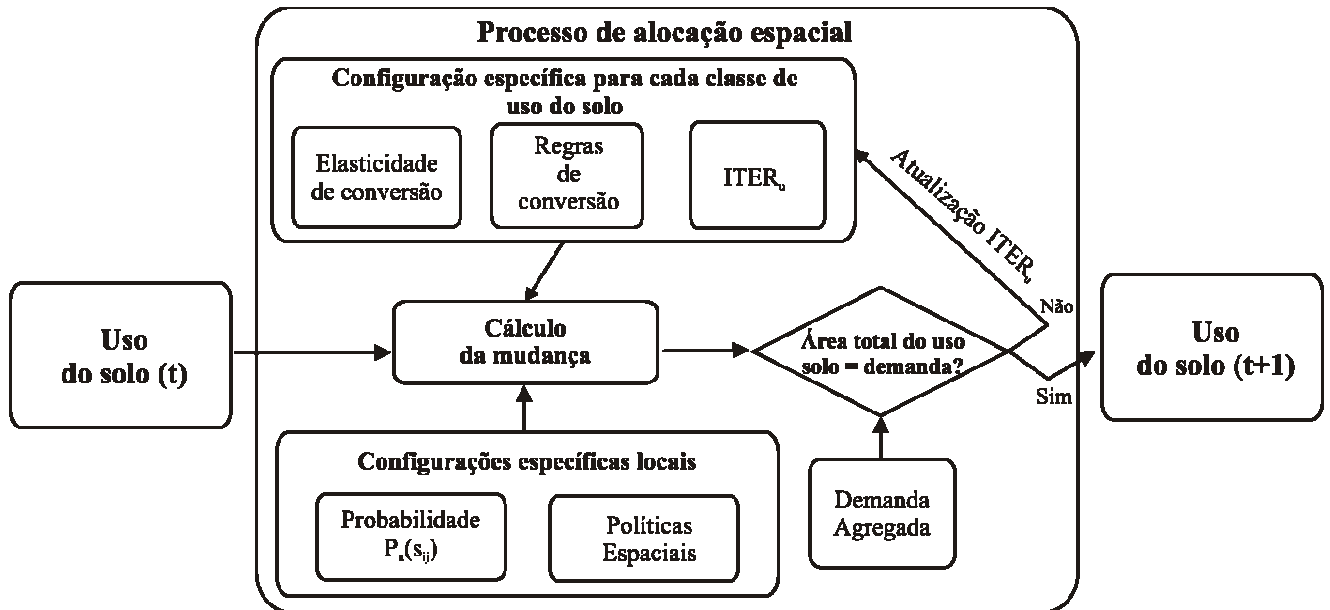 Processo de alocação espacial
Configuração específica para cada classe de
uso do solo
Elasticidade
de conversão
Regras
de
conversão
ITERu
Atualização ITERu
Uso
do solo (t)
Cálculo
da mudança
Área total do uso
solo = demanda?
Não
Sim
Uso
do solo (t+1)
Configurações específicas locais
Probabilidade
Pu(sij)
Políticas
Espaciais
Demanda
Agregada